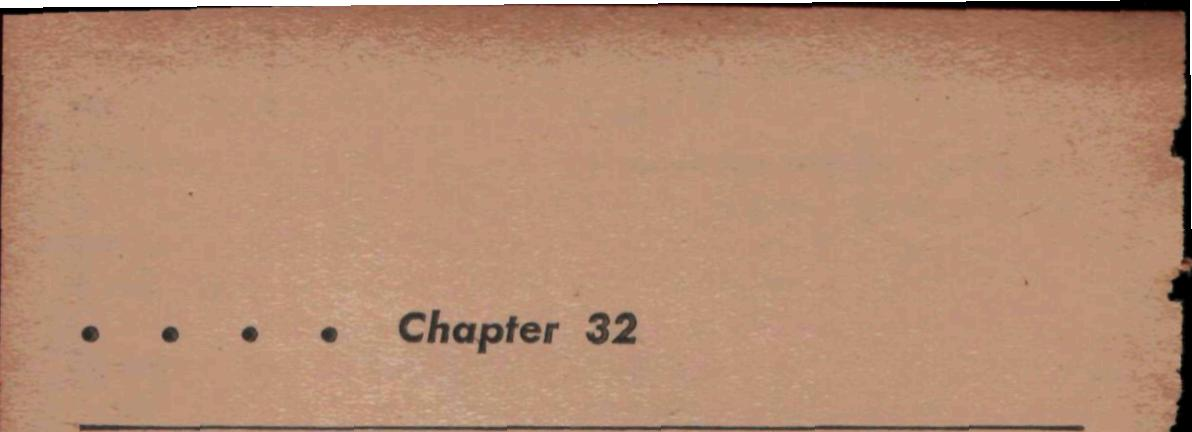 • • • • Chapter 32